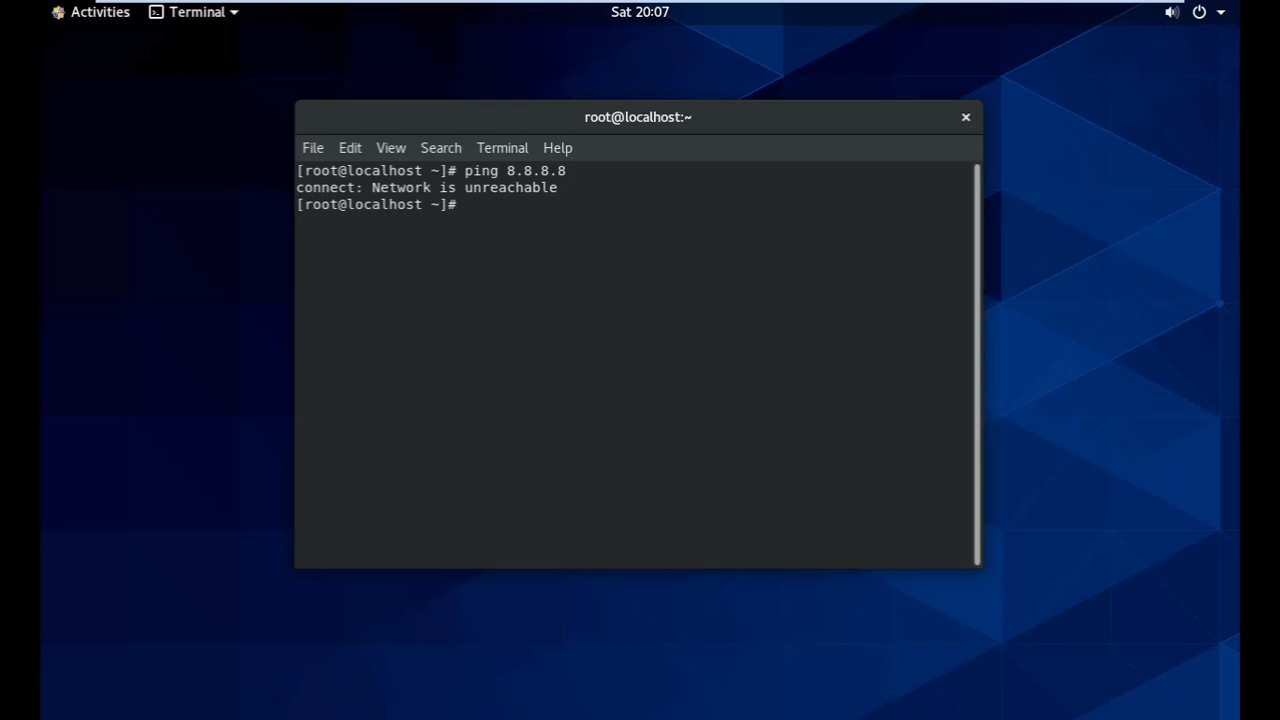 Activities Terminal Sat 20:07
root@localhost:~
File Edit View Search Terminal Help
[root@localhost ~]# ping 8.8.8.8
connect: Network is unreachable
[root@localhost ~]#